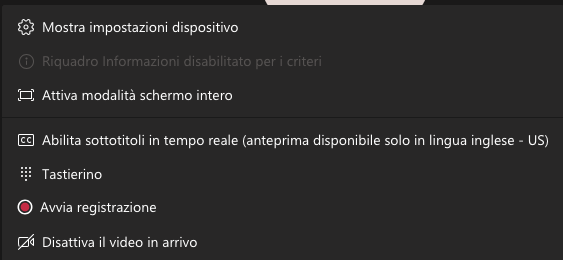 Mostra impostazioni dispositivo
Riquadro Informazioni disabilitato per i criteri
Attiva modalità schermo intero
CC Abilita sottotitoli in tempo reale (anteprima disponibile solo in lingua inglese - US)
Tastierino
Avvia registrazione
Disattiva il video in arrivo